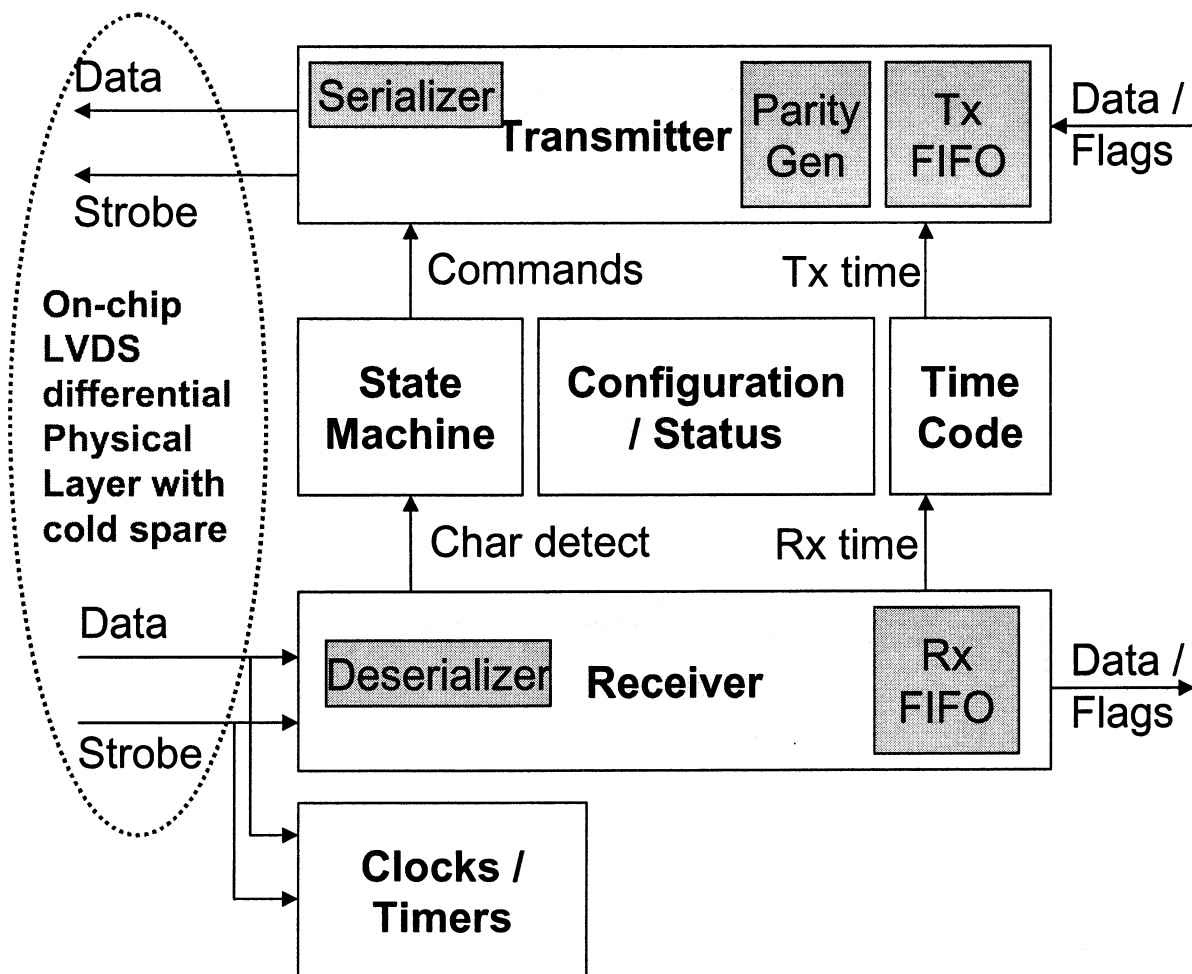 Data
Strobe
Serializer
Transmitter
Parity
Gen
Tx
FIFO
Data /
Flags
Commands
Tx time
On-chip
LVDS
differential
Physical
Layer with
cold spare
State
Machine
Configuration
/ Status
Time
Code
Char detect
Rx time
Data
Strobe
Deserializer
Receiver
Rx
FIFO
Data /
Flags
Clocks /
Timers